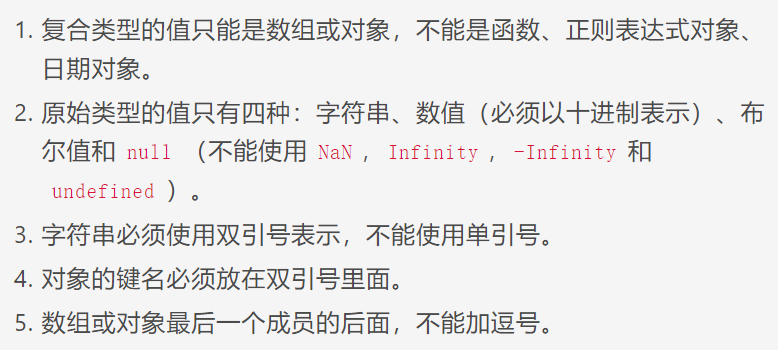 1. 复合类型的值只能是数组或对象，不能是函数、正则表达式对象、
日期对象。
2. 原始类型的值只有四种：字符串、数值（必须以十进制表示）、布
尔值和 null （不能使用 NaN , Infinity , -Infinity 和
undefined ）。
3. 字符串必须使用双引号表示，不能使用单引号。
4. 对象的键名必须放在双引号里面。
5. 数组或对象最后一个成员的后面，不能加逗号。